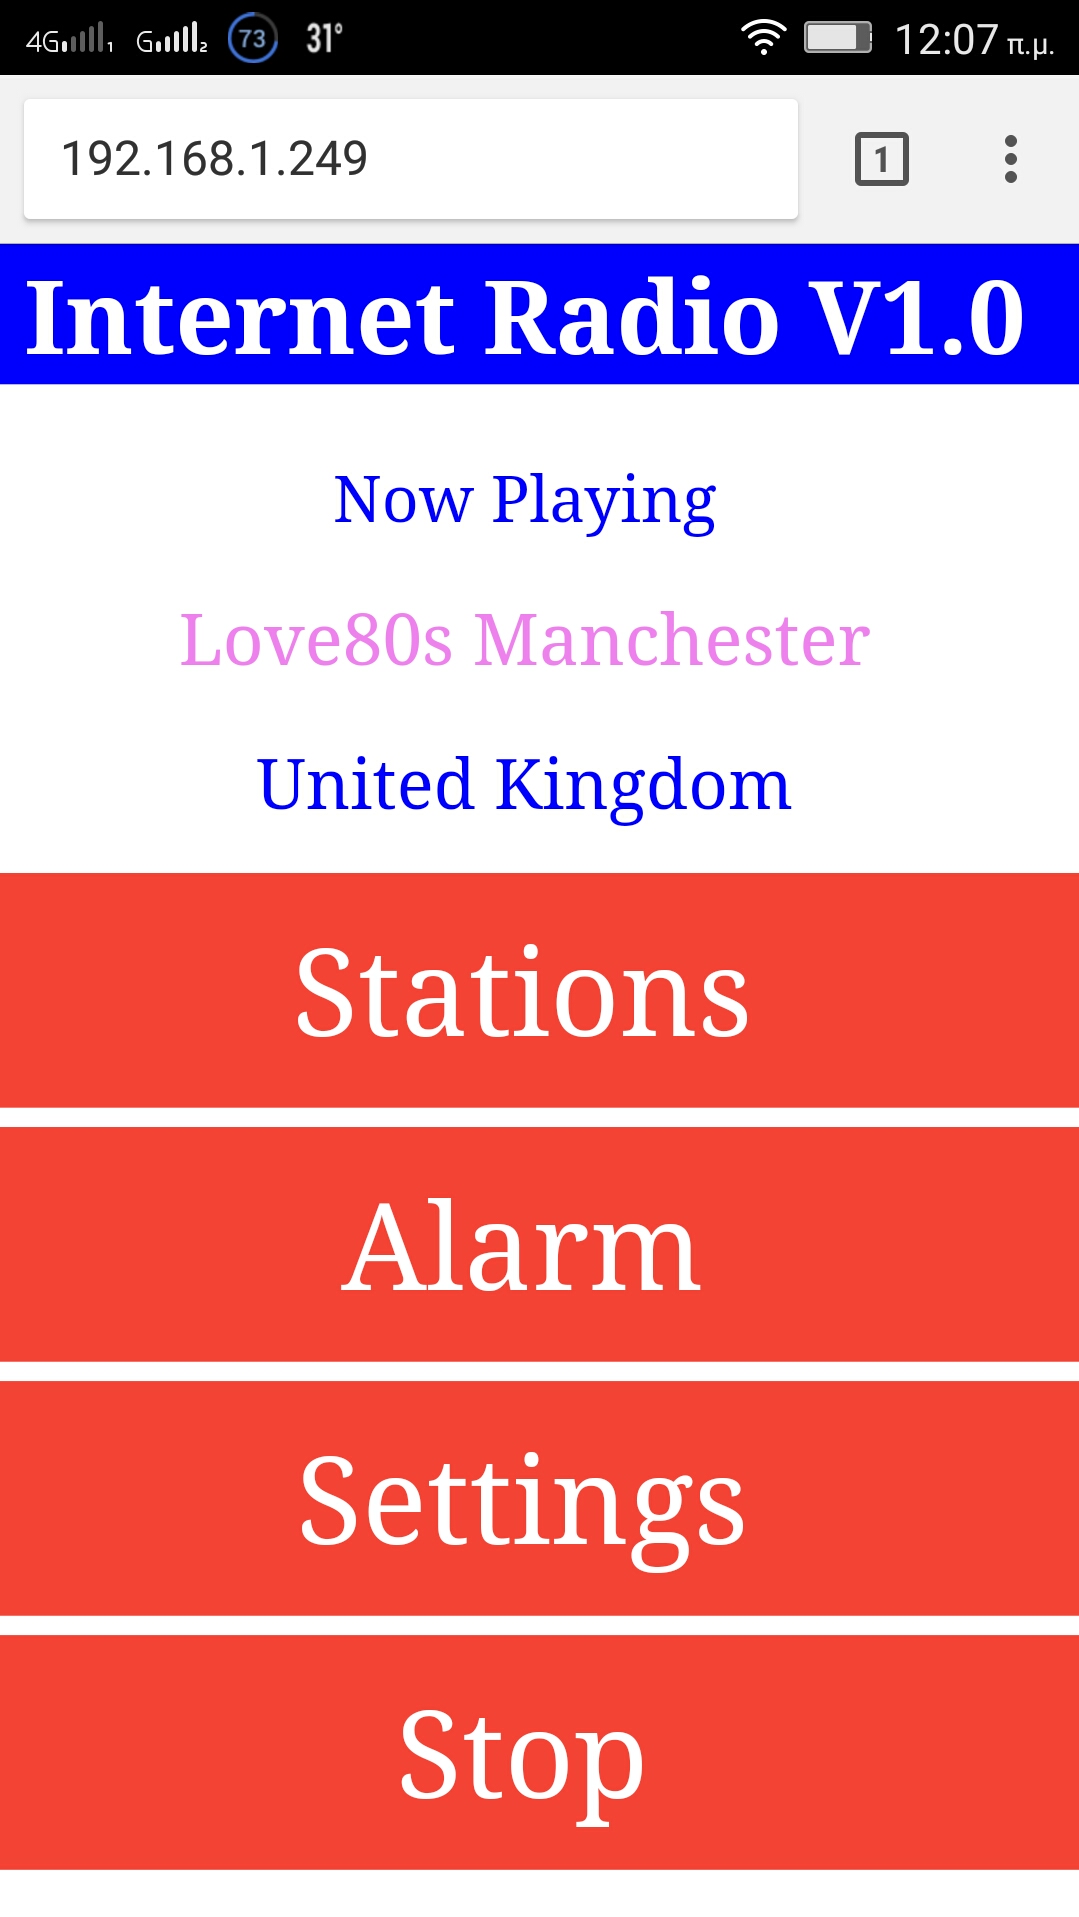 4G 1 G 2 73 31° 12:07 π.μ.
192.168.1.249 1
Internet Radio V1.0
Now Playing
Love80s Manchester
United Kingdom
Stations
Alarm
Settings
Stop